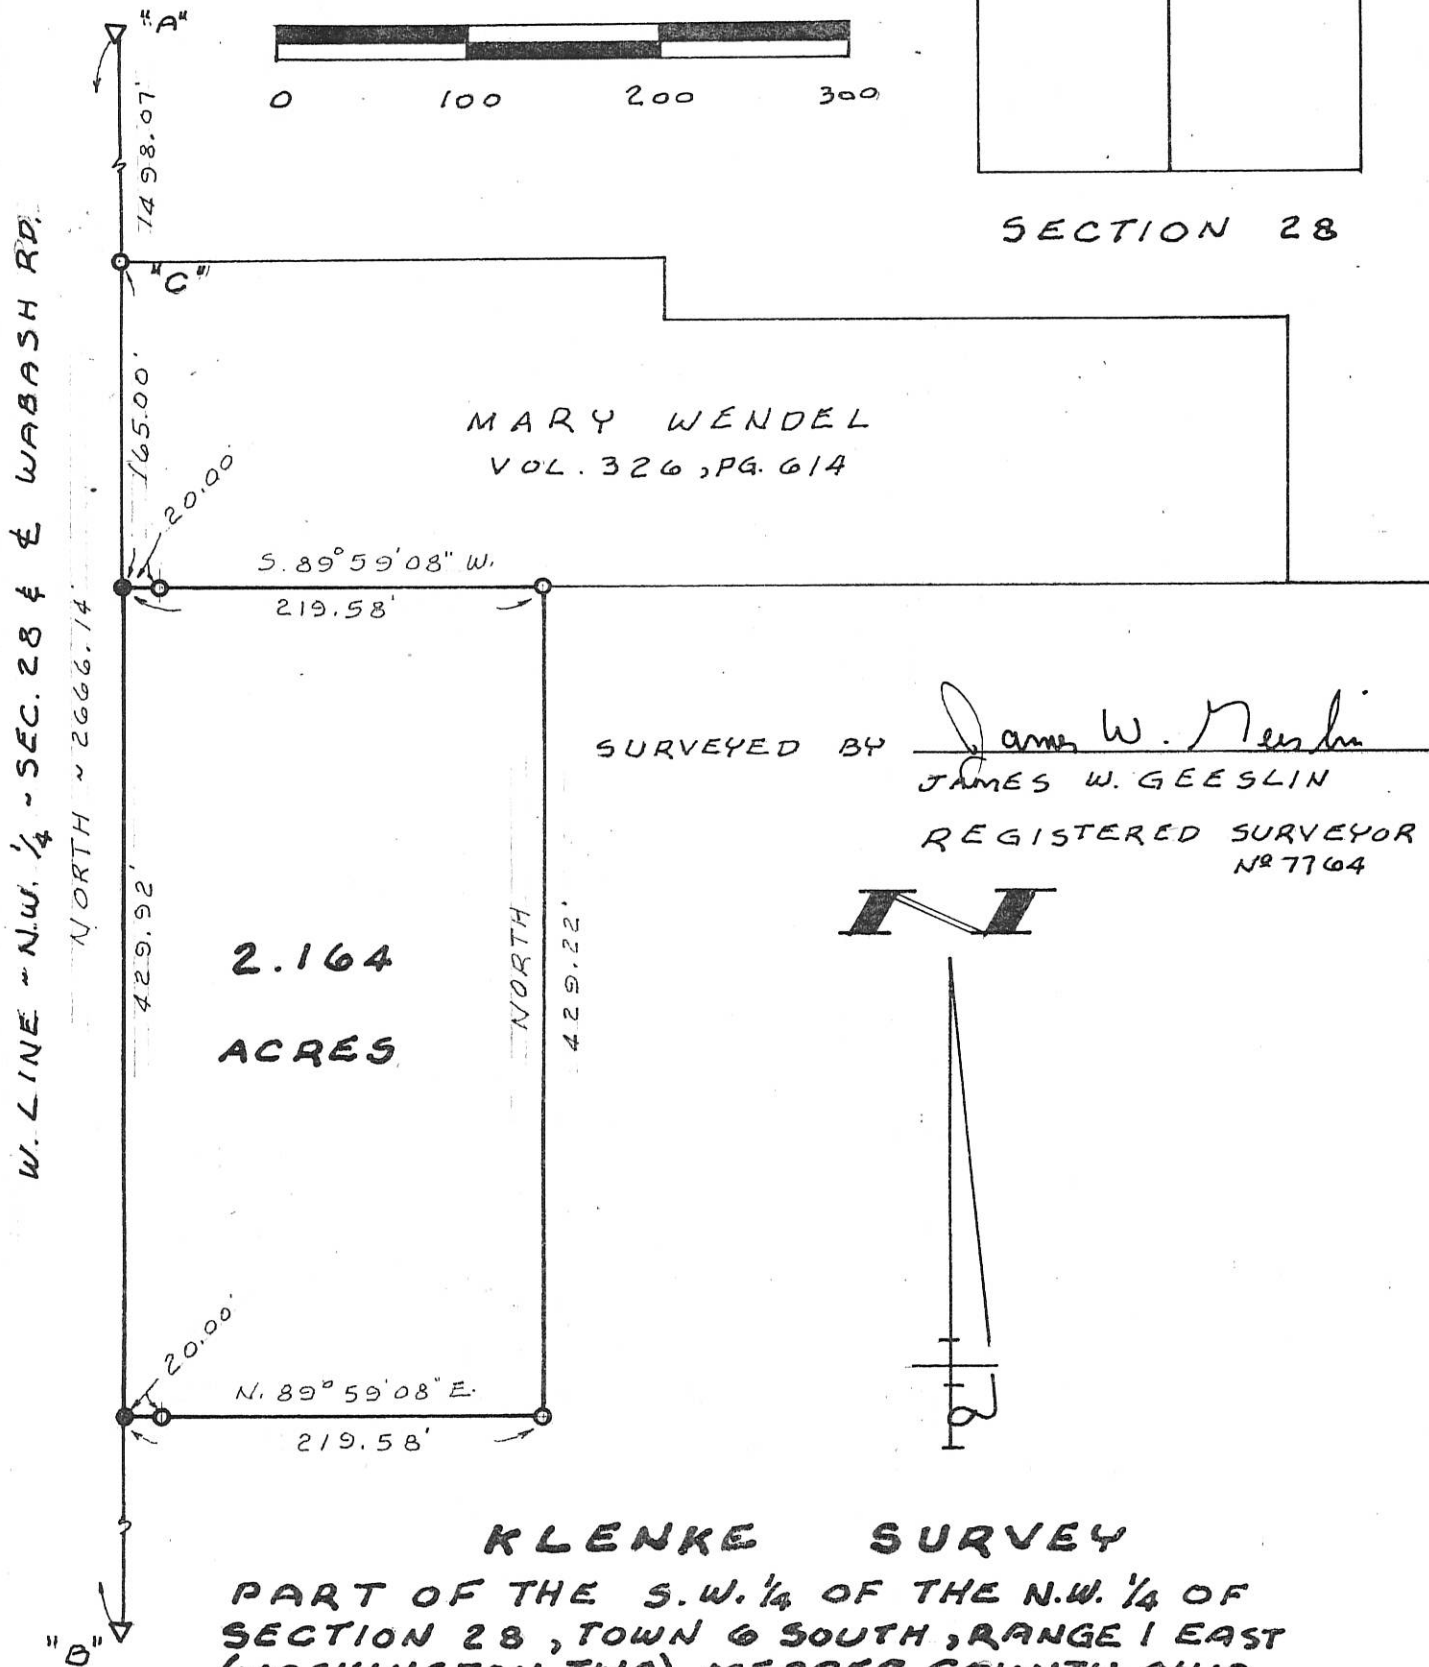 "A"
0 100 200 300
1498.07'
SECTION 28
"C"
W. LINE ~ N.W. 1/4 ~ SEC. 28 & ℄ WABASH RD.
NORTH ~ 2666.14'
165.00'
20.00'
MARY WENDEL
VOL. 326, PG. 614
S. 89° 59' 08" W.
219.58'
SURVEYED BY James W. Geeslin
JAMES W. GEESLIN
REGISTERED SURVEYOR
Nº 7764
N
429.92'
2.164
ACRES
NORTH
429.22'
20.00'
N. 89° 59' 08" E.
219.58'
KLENKE SURVEY
PART OF THE S.W. 1/4 OF THE N.W. 1/4 OF
SECTION 28, TOWN 6 SOUTH, RANGE 1 EAST
"B"